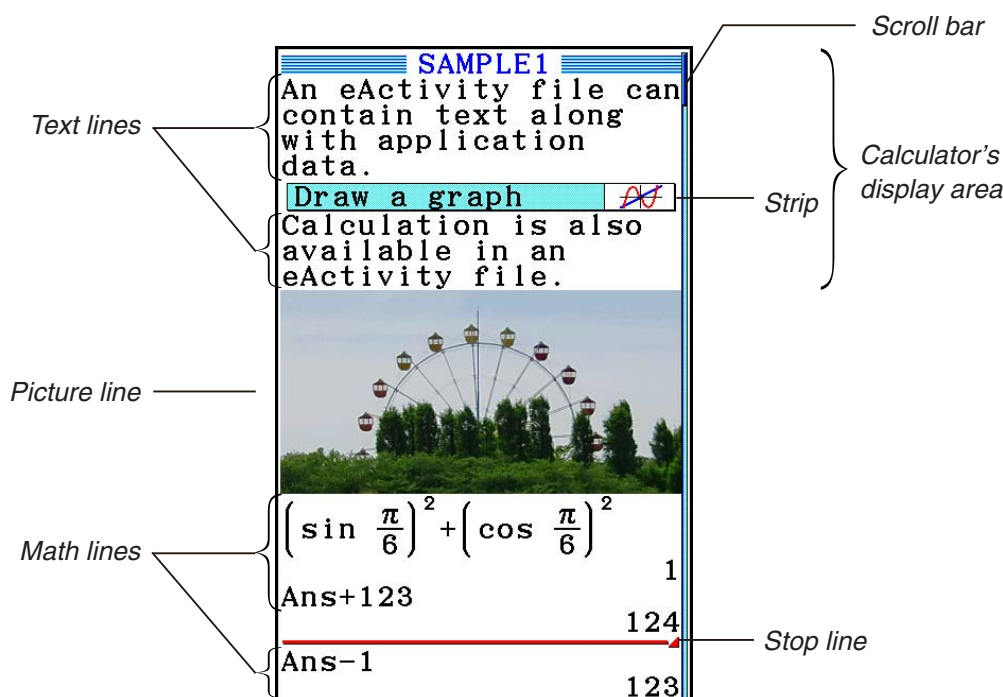 Scroll bar
SAMPLE1
An eActivity file can
contain text along
with application
data.
Text lines
Calculator's
display area
Draw a graph
Strip
Calculation is also
available in an
eActivity file.
Picture line
(sin π/6)²+(cos π/6)²
1
Math lines
Ans+123
124
Stop line
Ans-1
123